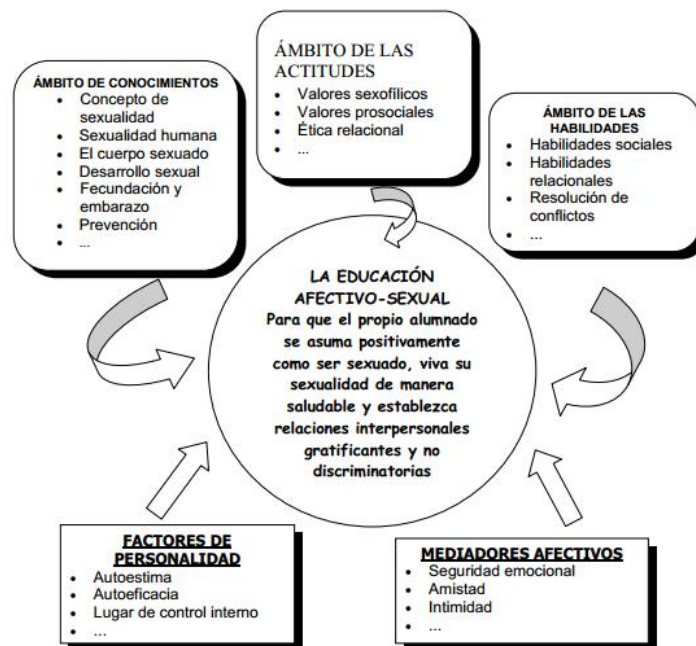 ÁMBITO DE CONOCIMIENTOS
• Concepto de
sexualidad
• Sexualidad humana
• El cuerpo sexuado
• Desarrollo sexual
• Fecundación y
embarazo
• Prevención
• ...
ÁMBITO DE LAS
ACTITUDES
• Valores sexofílicos
• Valores prosociales
• Ética relacional
• ...
ÁMBITO DE LAS
HABILIDADES
• Habilidades sociales
• Habilidades
relacionales
• Resolución de
conflictos
• ...
LA EDUCACIÓN
AFECTIVO-SEXUAL
Para que el propio alumnado
se asuma positivamente
como ser sexuado, viva su
sexualidad de manera
saludable y establezca
relaciones interpersonales
gratificantes y no
discriminatorias
FACTORES DE
PERSONALIDAD
• Autoestima
• Autoeficacia
• Lugar de control interno
• ...
MEDIADORES AFECTIVOS
• Seguridad emocional
• Amistad
• Intimidad
• ...